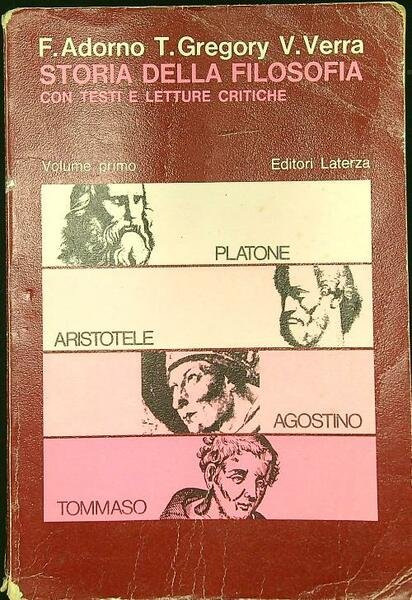 F. Adorno T. Gregory V. Verra
STORIA DELLA FILOSOFIA
CON TESTI E LETTURE CRITICHE
Volume primo
Editori Laterza
PLATONE
ARISTOTELE
AGOSTINO
TOMMASO